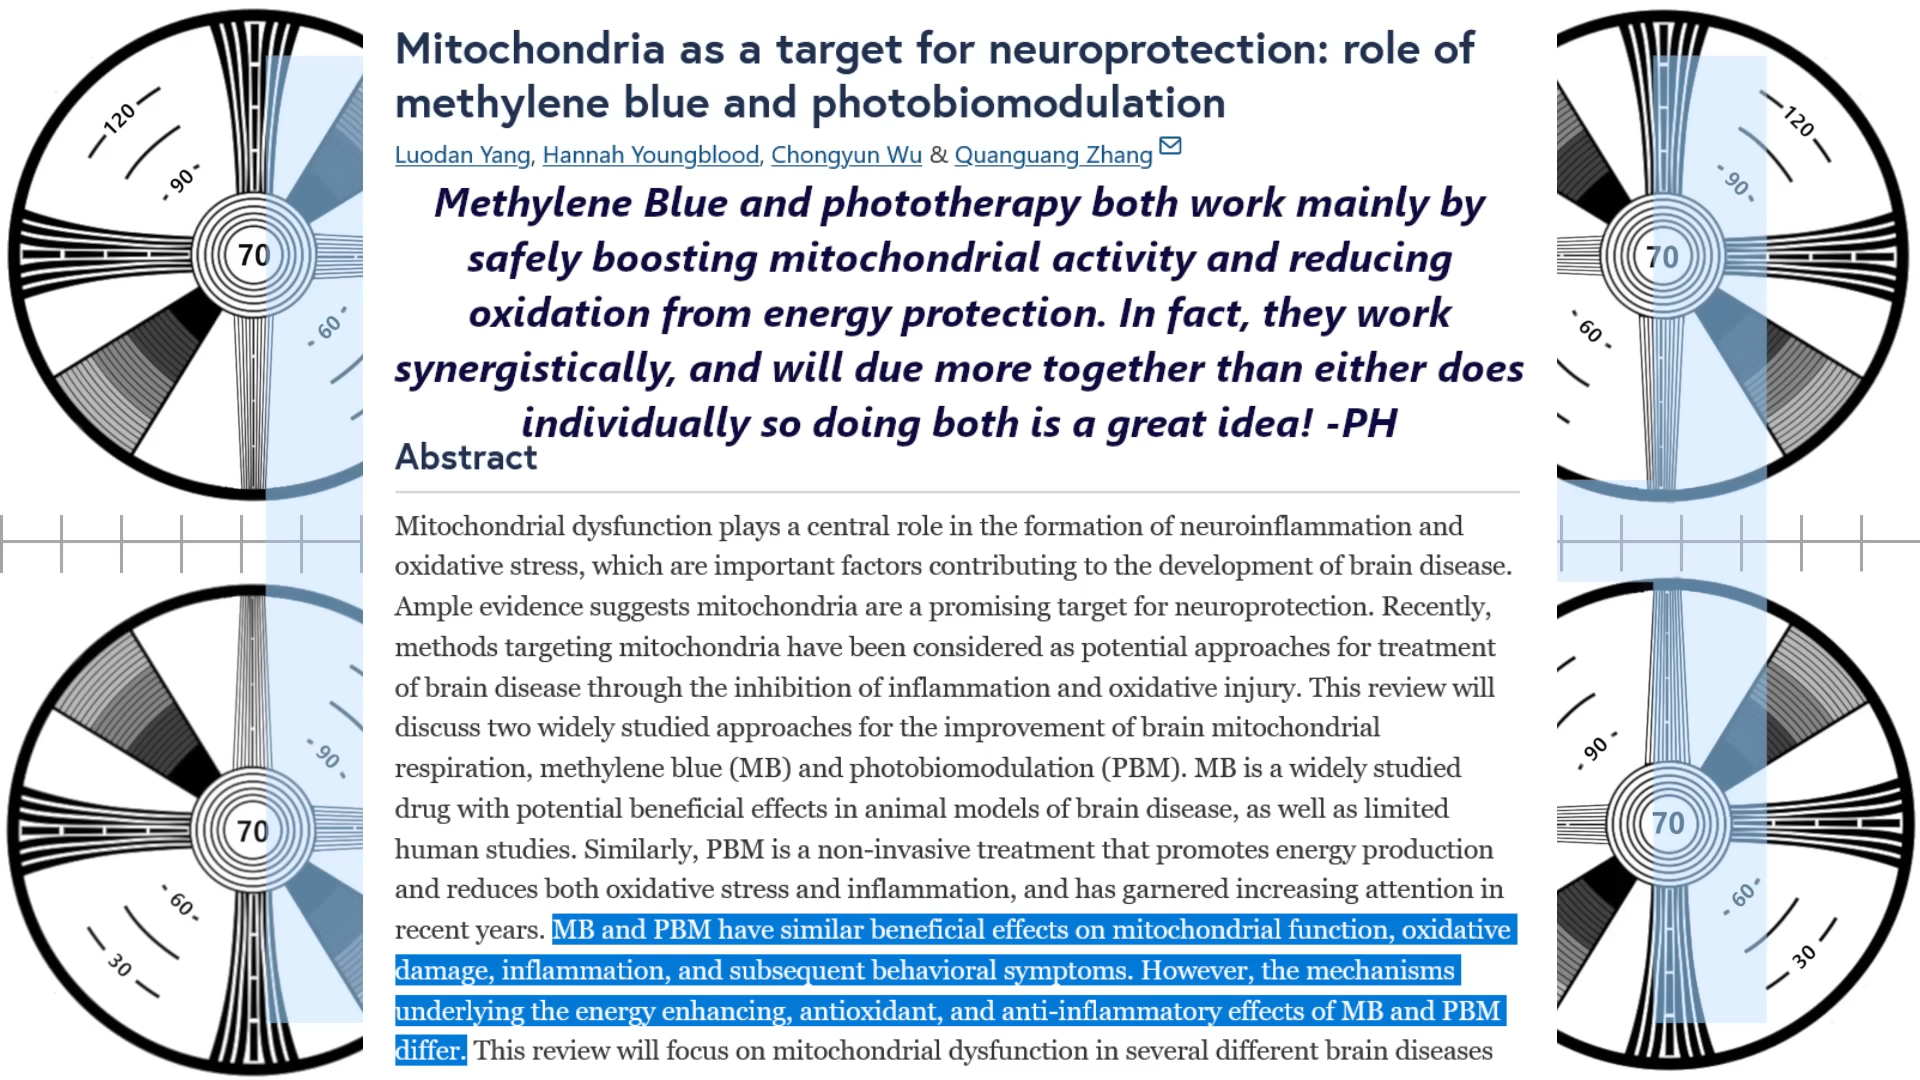 Mitochondria as a target for neuroprotection: role of
methylene blue and photobiomodulation
Luodan Yang, Hannah Youngblood, Chongyun Wu & Quanguang Zhang
Methylene Blue and phototherapy both work mainly by
safely boosting mitochondrial activity and reducing
oxidation from energy protection. In fact, they work
synergistically, and will due more together than either does
individually so doing both is a great idea! -PH
Abstract
Mitochondrial dysfunction plays a central role in the formation of neuroinflammation and
oxidative stress, which are important factors contributing to the development of brain disease.
Ample evidence suggests mitochondria are a promising target for neuroprotection. Recently,
methods targeting mitochondria have been considered as potential approaches for treatment
of brain disease through the inhibition of inflammation and oxidative injury. This review will
discuss two widely studied approaches for the improvement of brain mitochondrial
respiration, methylene blue (MB) and photobiomodulation (PBM). MB is a widely studied
drug with potential beneficial effects in animal models of brain disease, as well as limited
human studies. Similarly, PBM is a non-invasive treatment that promotes energy production
and reduces both oxidative stress and inflammation, and has garnered increasing attention in
recent years. MB and PBM have similar beneficial effects on mitochondrial function, oxidative
damage, inflammation, and subsequent behavioral symptoms. However, the mechanisms
underlying the energy enhancing, antioxidant, and anti-inflammatory effects of MB and PBM
differ. This review will focus on mitochondrial dysfunction in several different brain diseases
120
- 90 -
70
- 60 -
120
- 90 -
70
- 60 -
- 90 -
70
- 60 -
30
- 90 -
70
- 60 -
30